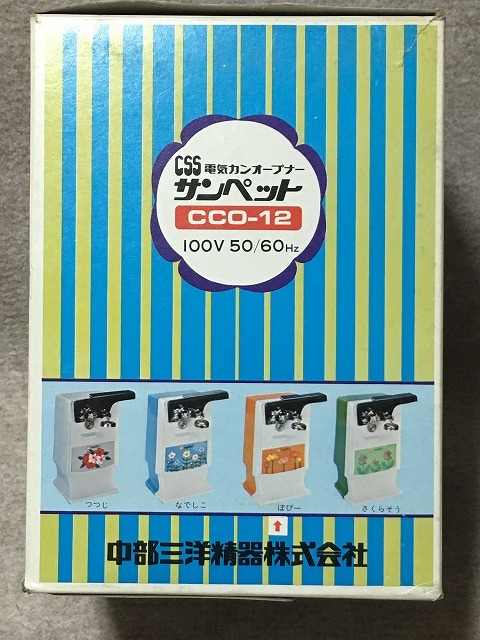 CSS 電気カンオープナー
サンペット
CCO-12
100V 50/60Hz
つつじ なでしこ ぽぴー さくらそう
中部三洋精器株式会社